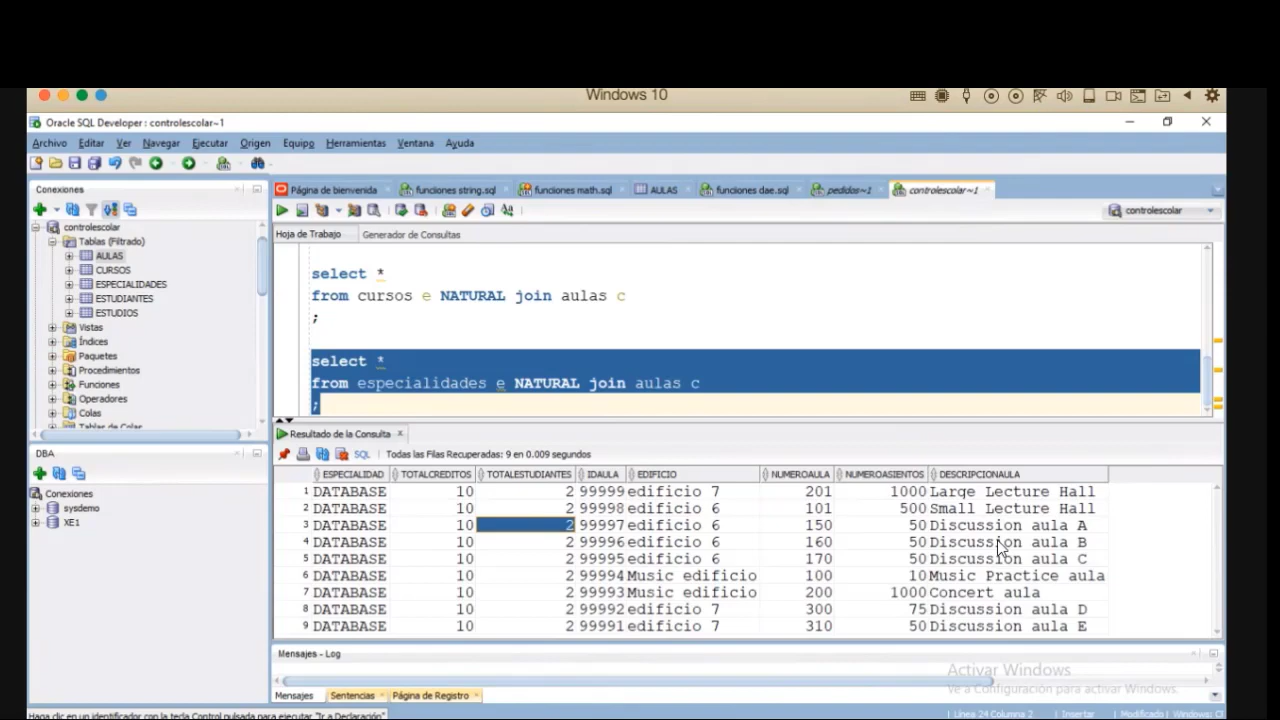 Windows 10
Oracle SQL Developer : controlescolar~1
Archivo Editar Ver Navegar Ejecutar Origen Equipo Herramientas Ventana Ayuda
Conexiones
Página de bienvenida funciones string.sql funciones math.sql AULAS funciones dae.sql pedidos~1 controlescolar~1
controlescolar
Hoja de Trabajo Generador de Consultas
controlescolar
Tablas (Filtrado)
AULAS
CURSOS
ESPECIALIDADES
ESTUDIANTES
ESTUDIOS
Vistas
Índices
Paquetes
Procedimientos
Funciones
Operadores
Colas
Tablas de Colas
select *
from cursos e NATURAL join aulas c
;
select *
from especialidades e NATURAL join aulas c
;
DBA
Conexiones
sysdemo
XE1
Resultado de la Consulta
SQL Todas las Filas Recuperadas: 9 en 0.009 segundos
ESPECIALIDAD TOTALCREDITOS TOTALESTUDIANTES IDAULA EDIFICIO NUMEROAULA NUMEROASIENTOS DESCRIPCIONAULA
1 DATABASE 10 2 99999 edificio 7 201 1000 Large Lecture Hall
2 DATABASE 10 2 99998 edificio 6 101 500 Small Lecture Hall
3 DATABASE 10 2 99997 edificio 6 150 50 Discussion aula A
4 DATABASE 10 2 99996 edificio 6 160 50 Discussion aula B
5 DATABASE 10 2 99995 edificio 6 170 50 Discussion aula C
6 DATABASE 10 2 99994 Music edificio 100 10 Music Practice aula
7 DATABASE 10 2 99993 Music edificio 200 1000 Concert aula
8 DATABASE 10 2 99992 edificio 7 300 75 Discussion aula D
9 DATABASE 10 2 99991 edificio 7 310 50 Discussion aula E
Mensajes - Log
Activar Windows
Ve a Configuración para activar Windows.
Mensajes Sentencias Página de Registro
Haga clic en un identificador con la tecla Control pulsada para ejecutar "Ir a Declaración"
Línea 24 Columna 2 Insertar Modificado Windows: C